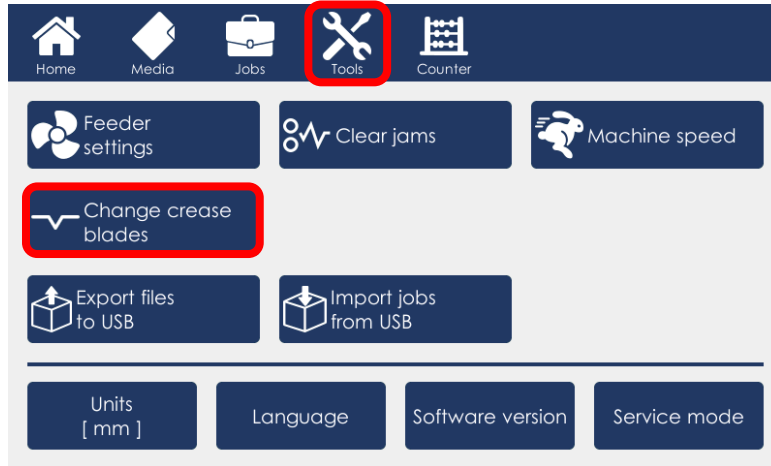 Home
Media
Jobs
Tools
Counter
Feeder
settings
Clear jams
Machine speed
Change crease
blades
Export files
to USB
Import jobs
from USB
Units
[ mm ]
Language
Software version
Service mode